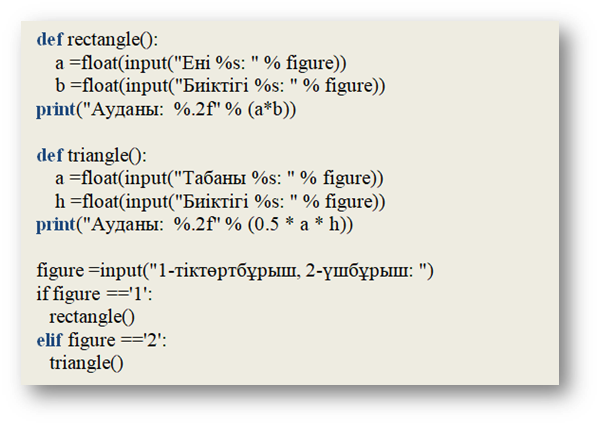 def rectangle():
    a =float(input("Ені %s: " % figure))
    b =float(input("Биіктігі %s: " % figure))
print("Ауданы:  %.2f" % (a*b))

def triangle():
    a =float(input("Табаны %s: " % figure))
    h =float(input("Биіктігі %s: " % figure))
print("Ауданы:  %.2f" % (0.5 * a * h))

figure =input("1-тіктөртбұрыш, 2-үшбұрыш: ")
if figure =='1':
   rectangle()
elif figure =='2':
   triangle()